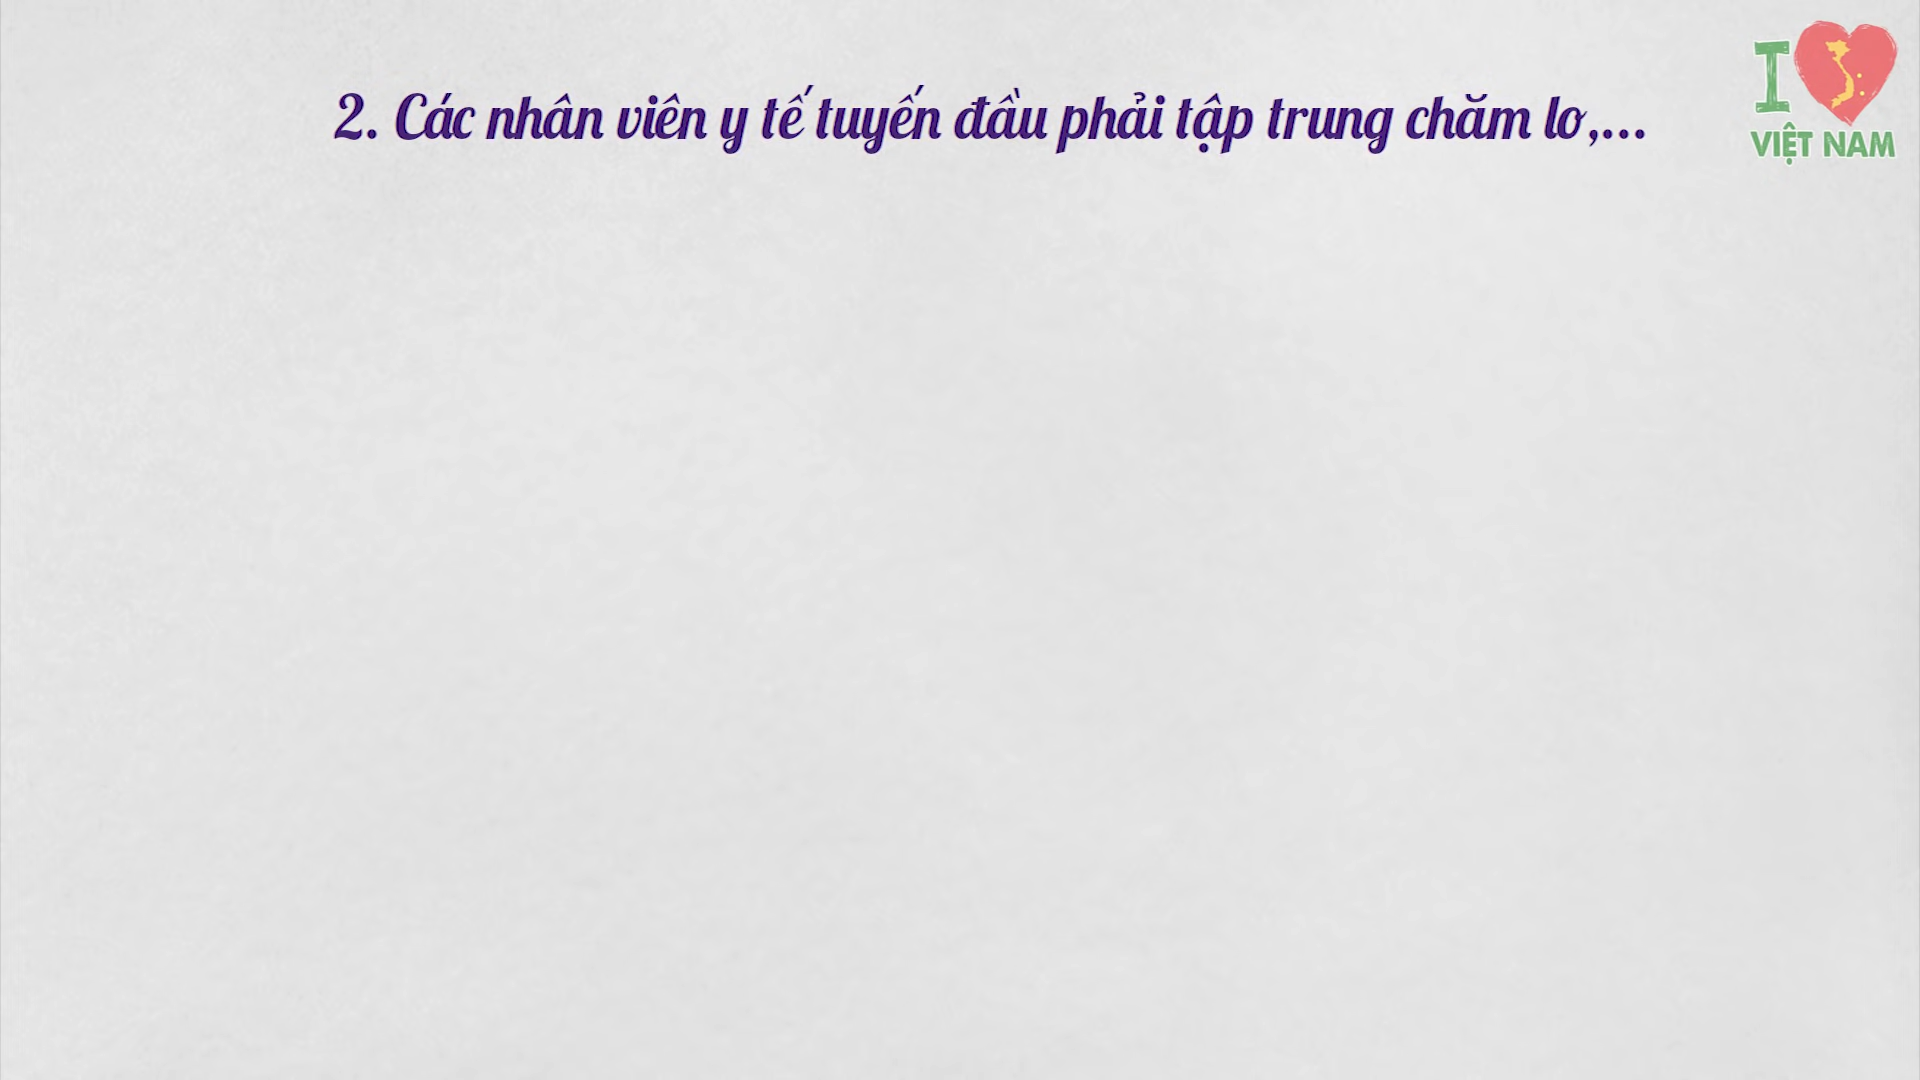 2. Các nhân viên y tế tuyến đầu phải tập trung chăm lo,...
I
VIỆT NAM